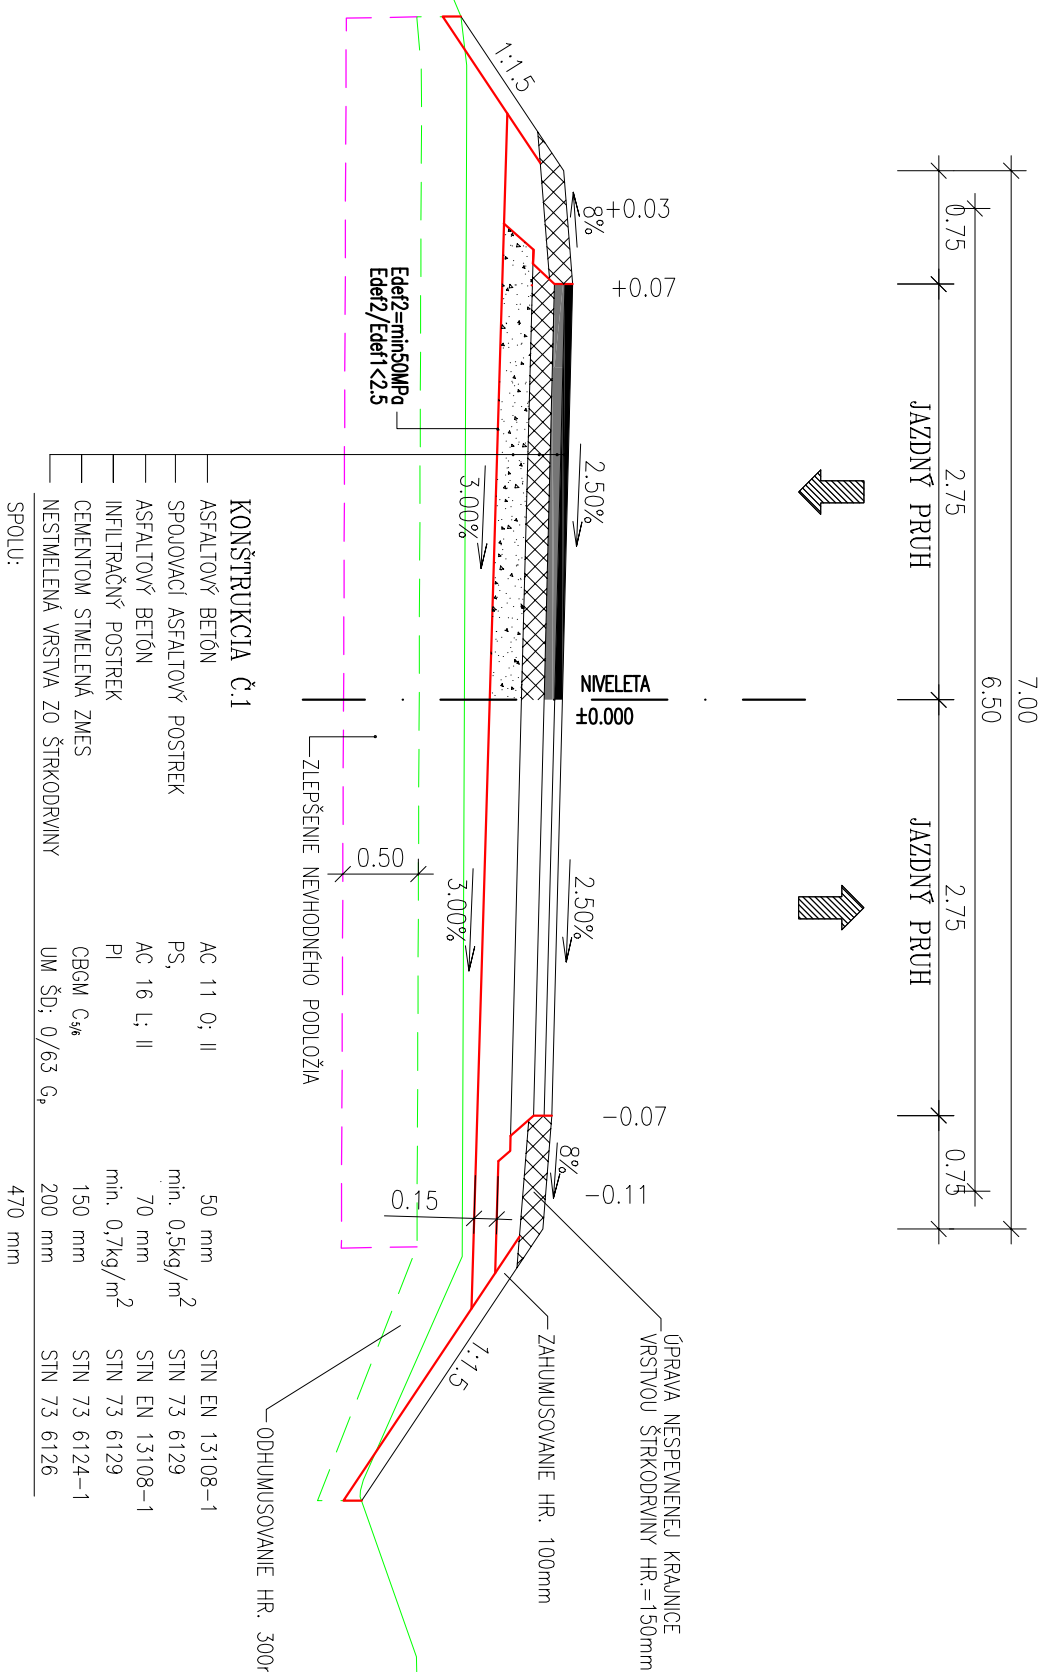 7.00
6.50
0.75
2.75
2.75
0.75
JAZDNÝ PRUH
JAZDNÝ PRUH
+0.03
+0.07
NIVELETA
±0.000
-0.07
-0.11
1:1.5
8%
2.50%
2.50%
8%
1:1.5
3.00%
3.00%
0.15
0.50
Edef2=min50MPa
Edef2/Edef1<2.5
ÚPRAVA NESPEVNENEJ KRAJNICE
VRSTVOU ŠTRKODRVINY HR.=150mm
ZAHUMUSOVANIE HR. 100mm
ZLEPŠENIE NEVHODNÉHO PODLOŽIA
ODHUMUSOVANIE HR.
KONŠTRUKCIA Č.1
ASFALTOVÝ BETÓN AC 11 O; II 50 mm STN EN 13108-1
SPOJOVACÍ ASFALTOVÝ POSTREK PS, min. 0,5kg/m² STN 73 6129
ASFALTOVÝ BETÓN AC 16 L; II 70 mm STN EN 13108-1
INFILTRAČNÝ POSTREK PI min. 0,7kg/m² STN 73 6129
CEMENTOM STMELENÁ ZMES CBGM C5/6 150 mm STN 73 6124-1
NESTMELENÁ VRSTVA ZO ŠTRKODRVINY UM ŠD; 0/63 GP 200 mm STN 73 6126
SPOLU: 470 mm